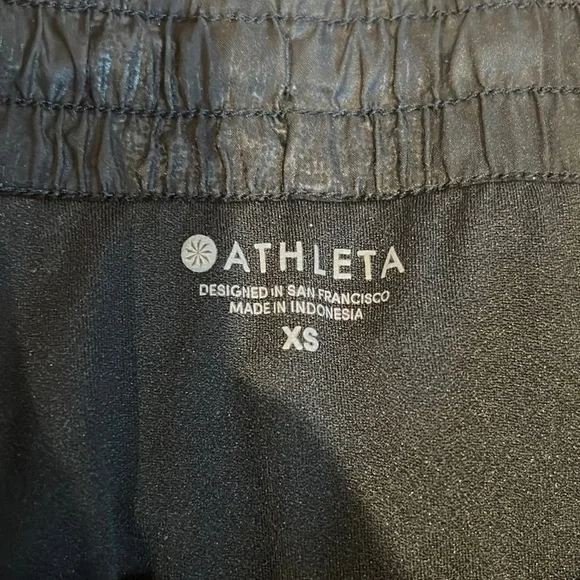 ATHLETA
DESIGNED IN SAN FRANCISCO
MADE IN INDONESIA
XS